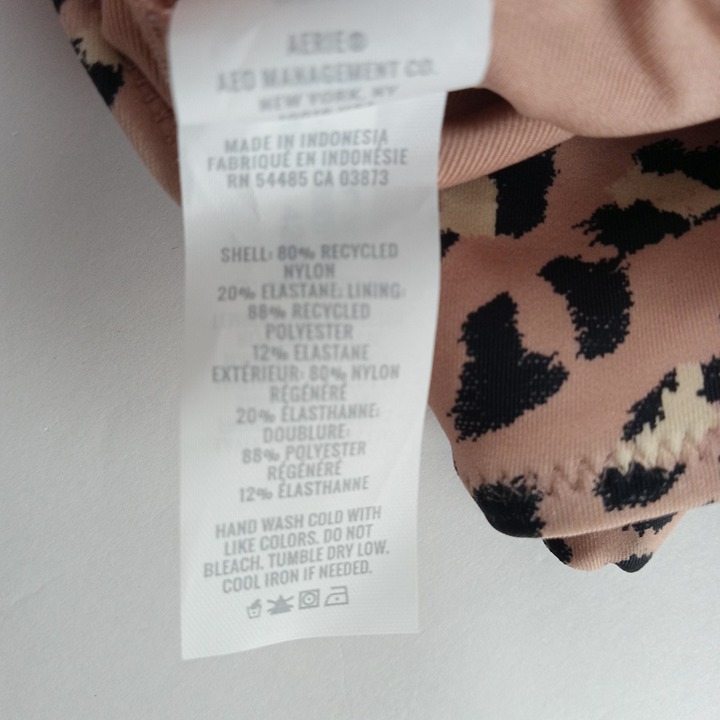 AERIE®
AEO MANAGEMENT CO.
NEW YORK, NY
MADE IN INDONESIA
FABRIQUÉ EN INDONÉSIE
RN 54485 CA 03873
SHELL: 80% RECYCLED
NYLON
20% ELASTANE; LINING:
88% RECYCLED
POLYESTER
12% ELASTANE
EXTÉRIEUR: 80% NYLON
RÉGÉNÉRÉ
20% ÉLASTHANNE;
DOUBLURE:
88% POLYESTER
RÉGÉNÉRÉ
12% ÉLASTHANNE
HAND WASH COLD WITH
LIKE COLORS. DO NOT
BLEACH. TUMBLE DRY LOW.
COOL IRON IF NEEDED.